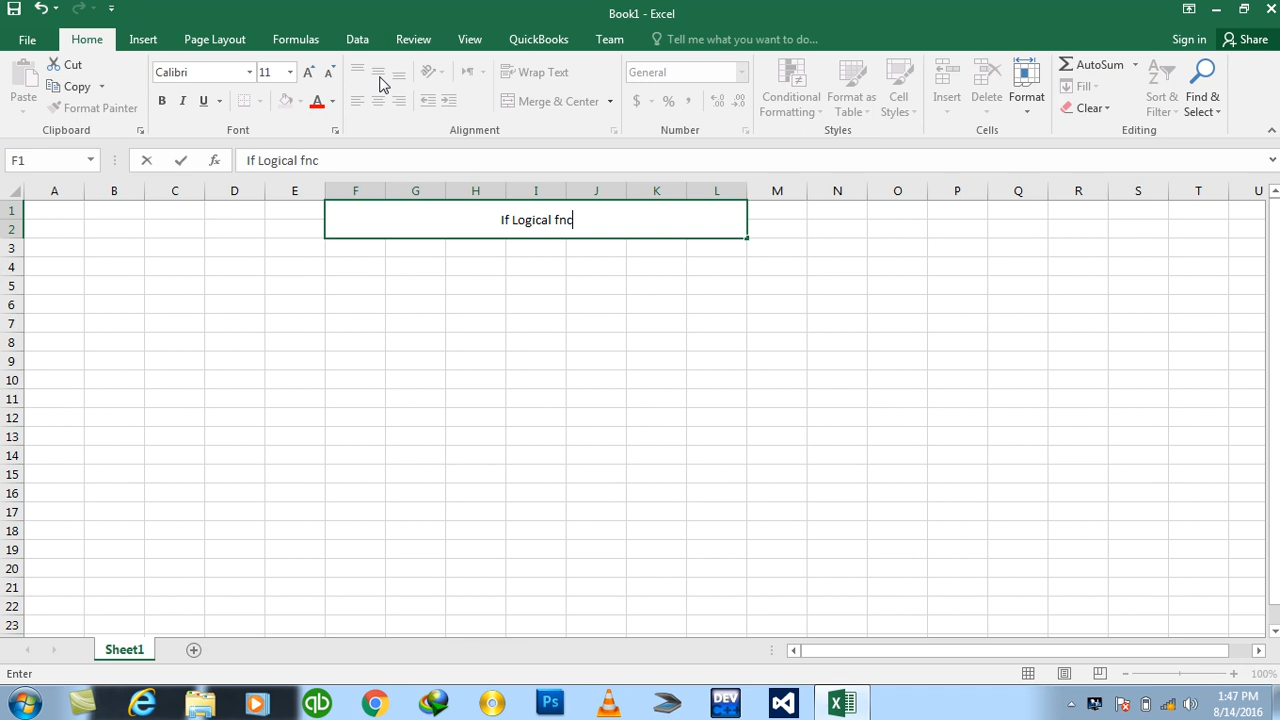 Book1 - Excel
File Home Insert Page Layout Formulas Data Review View QuickBooks Team Tell me what you want to do... Sign in Share
Paste
Cut
Copy
Format Painter
Clipboard
Calibri 11
A A
B I U A
Font
Wrap Text
Merge & Center
Alignment
General
$ % ,
Number
Conditional Formatting
Format as Table
Cell Styles
Styles
Insert Delete Format
Cells
AutoSum
Fill
Clear
Sort & Filter
Find & Select
Editing
F1 fx If Logical fnc
A B C D E F G H I J K L M N O P Q R S T U
1
If Logical fnc
2
3
4
5
6
7
8
9
10
11
12
13
14
15
16
17
18
19
20
21
22
23
Sheet1
Enter 100%
qb Ps DEV C++ 1:47 PM
8/14/2016